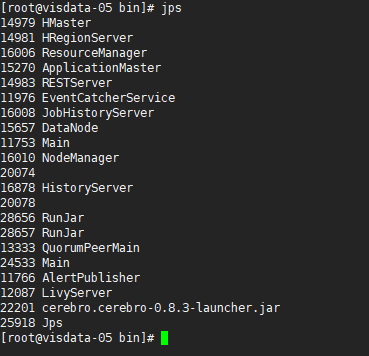 [root@visdata-05 bin]# jps
14979 HMaster
14981 HRegionServer
16006 ResourceManager
15270 ApplicationMaster
14983 RESTServer
11976 EventCatcherService
16008 JobHistoryServer
15657 DataNode
11753 Main
16010 NodeManager
20074
16878 HistoryServer
20078
28656 RunJar
28657 RunJar
13333 QuorumPeerMain
24533 Main
11766 AlertPublisher
12087 LivyServer
22201 cerebro.cerebro-0.8.3-launcher.jar
25918 Jps
[root@visdata-05 bin]#